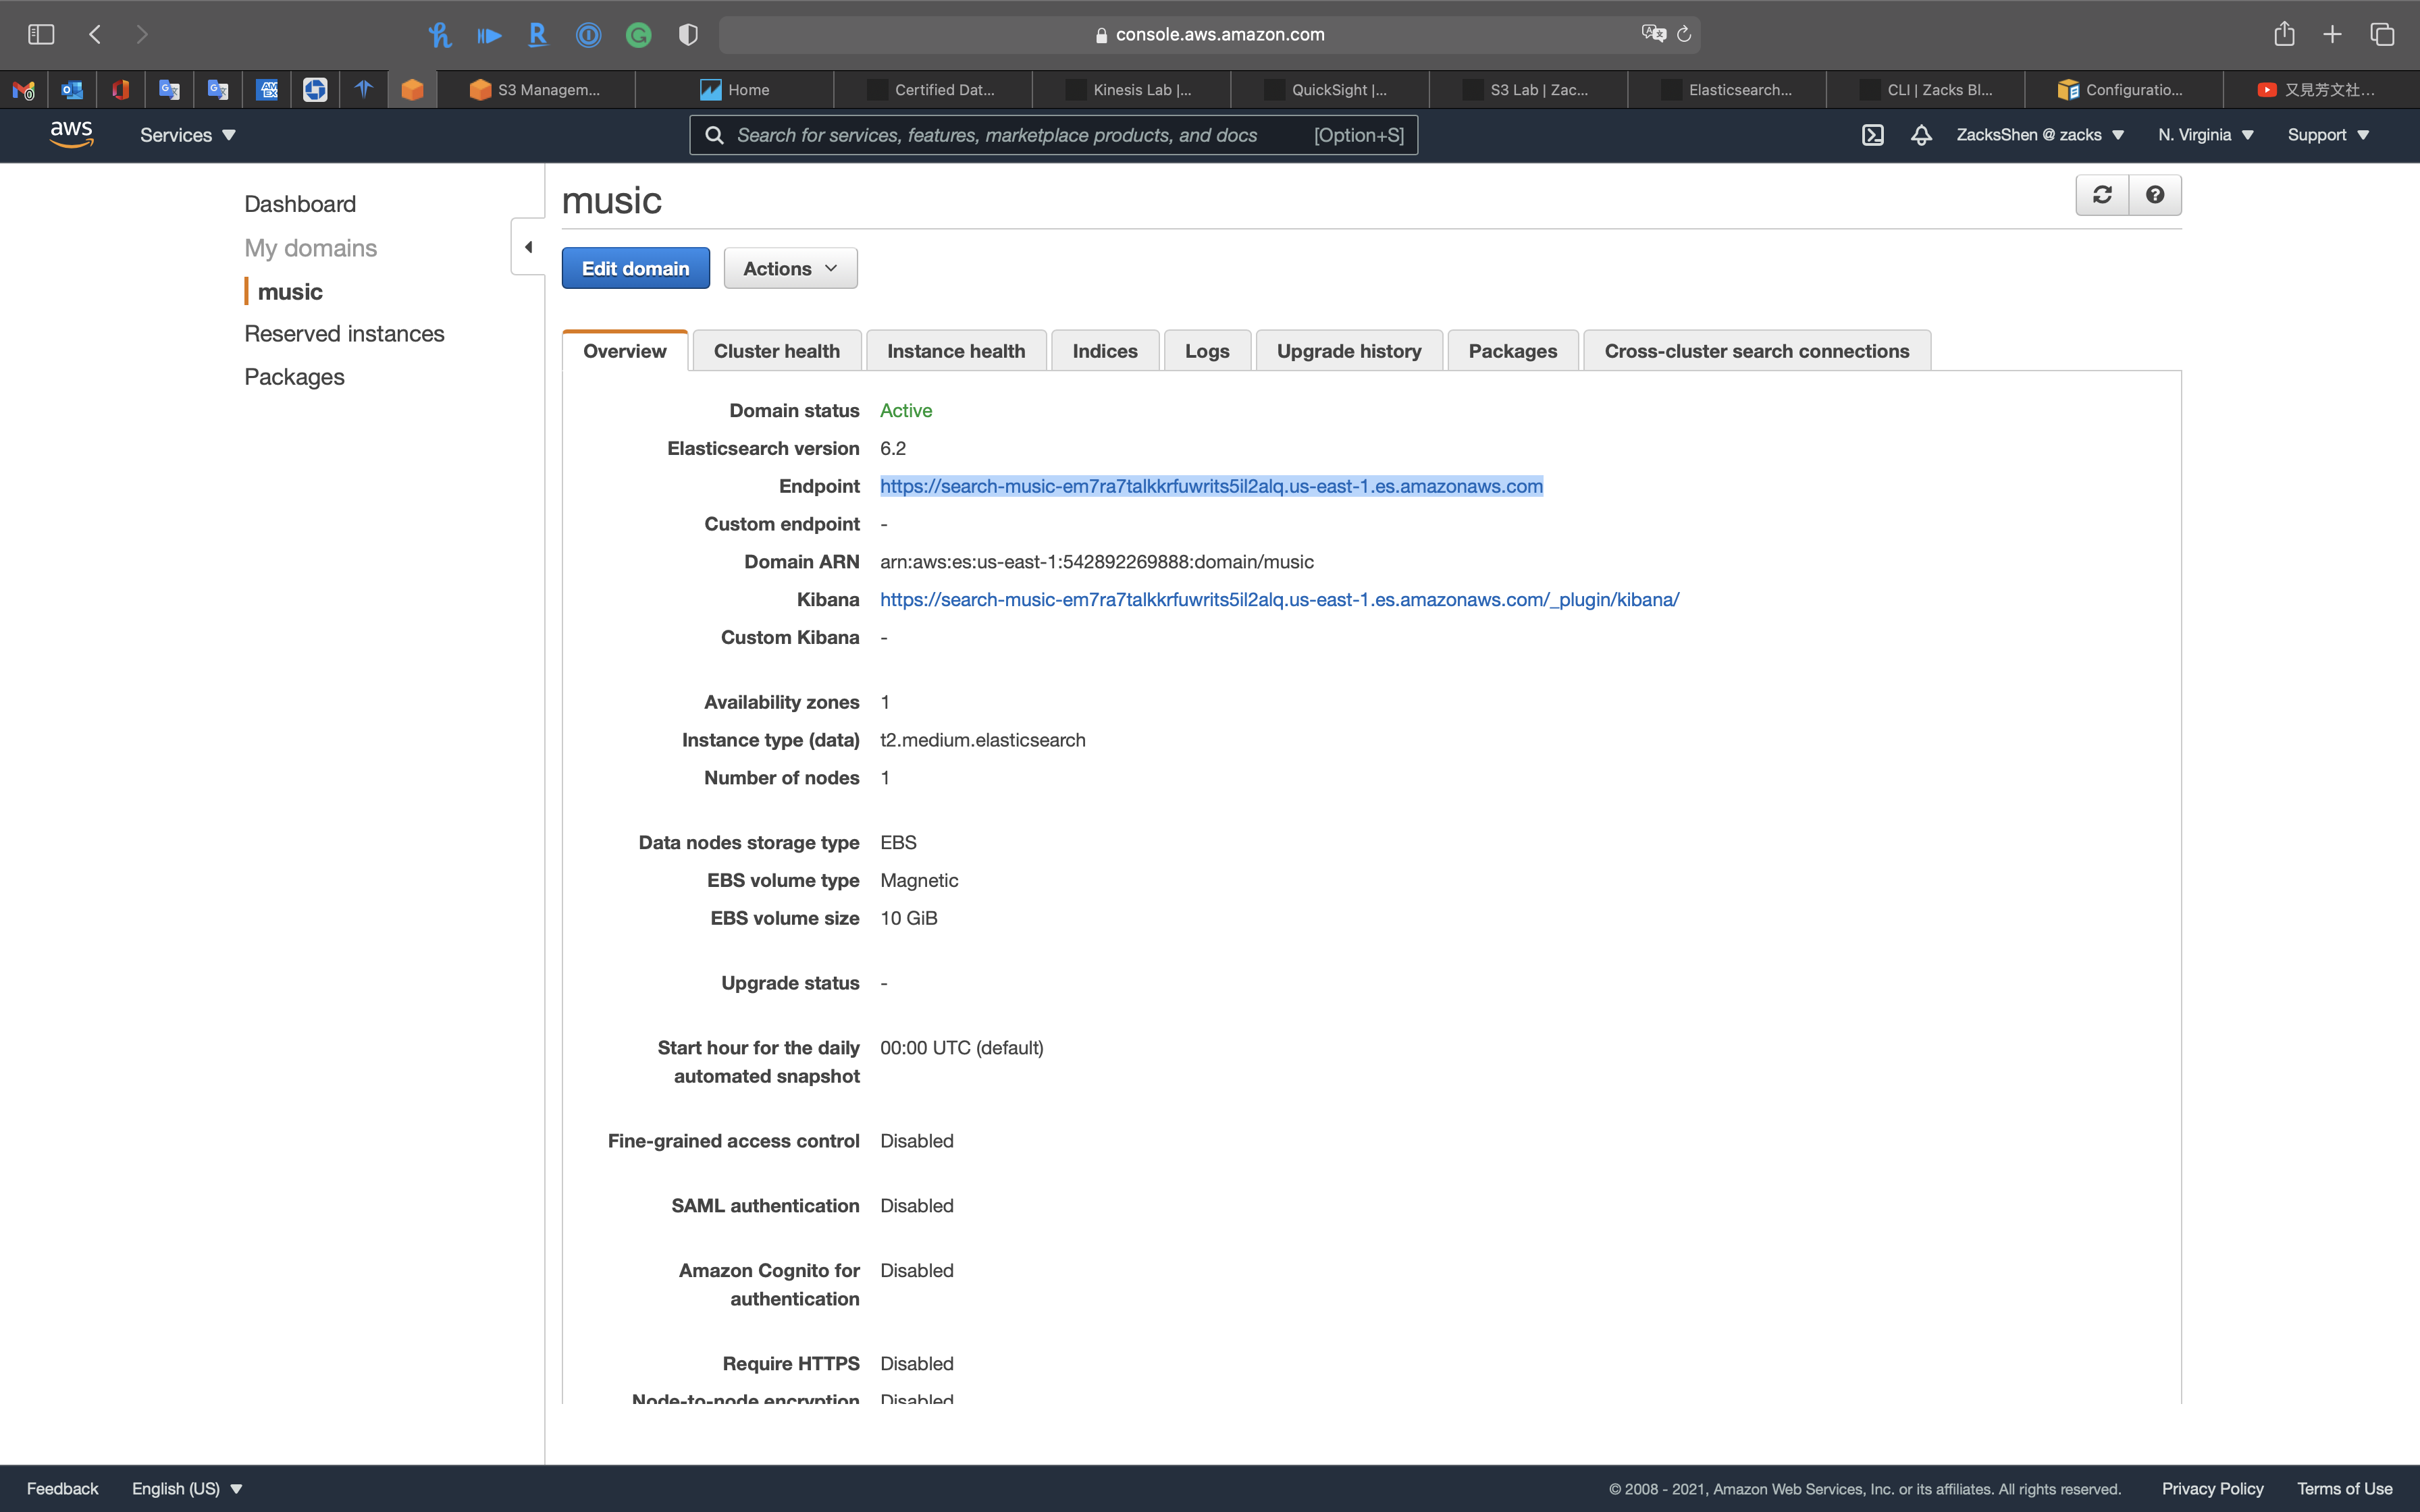 console.aws.amazon.com
S3 Managem...
Home
Certified Dat...
Kinesis Lab |...
QuickSight |...
S3 Lab | Zac...
Elasticsearch...
CLI | Zacks Bl...
Configuratio...
又見芳文社...
aws
Services
Search for services, features, marketplace products, and docs
[Option+S]
ZacksShen @ zacks
N. Virginia
Support
Dashboard
My domains
music
Reserved instances
Packages
music
Edit domain
Actions
Overview
Cluster health
Instance health
Indices
Logs
Upgrade history
Packages
Cross-cluster search connections
Domain status Active
Elasticsearch version 6.2
Endpoint https://search-music-em7ra7talkkrfuwrits5il2alq.us-east-1.es.amazonaws.com
Custom endpoint -
Domain ARN arn:aws:es:us-east-1:542892269888:domain/music
Kibana https://search-music-em7ra7talkkrfuwrits5il2alq.us-east-1.es.amazonaws.com/_plugin/kibana/
Custom Kibana -
Availability zones 1
Instance type (data) t2.medium.elasticsearch
Number of nodes 1
Data nodes storage type EBS
EBS volume type Magnetic
EBS volume size 10 GiB
Upgrade status -
Start hour for the daily 00:00 UTC (default)
automated snapshot
Fine-grained access control Disabled
SAML authentication Disabled
Amazon Cognito for Disabled
authentication
Require HTTPS Disabled
Node-to-node encryption Disabled
Feedback
English (US)
© 2008 - 2021, Amazon Web Services, Inc. or its affiliates. All rights reserved.
Privacy Policy
Terms of Use